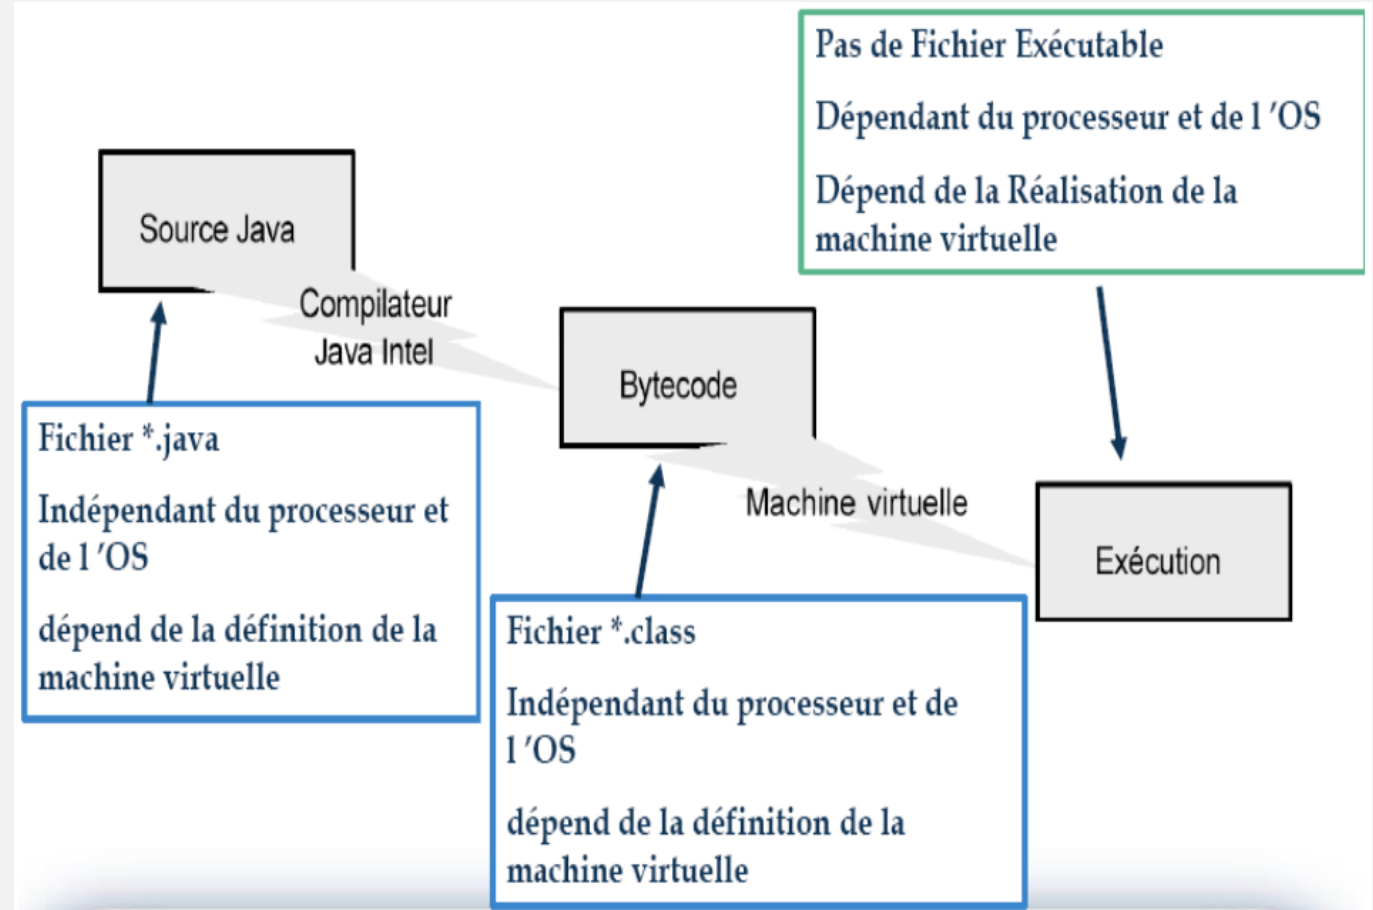 Pas de Fichier Exécutable
Dépendant du processeur et de l ’OS
Dépend de la Réalisation de la
machine virtuelle
Source Java
Compilateur
Java Intel
Bytecode
Fichier *.java
Indépendant du processeur et
de l ’OS
dépend de la définition de la
machine virtuelle
Machine virtuelle
Exécution
Fichier *.class
Indépendant du processeur et de
l ’OS
dépend de la définition de la
machine virtuelle